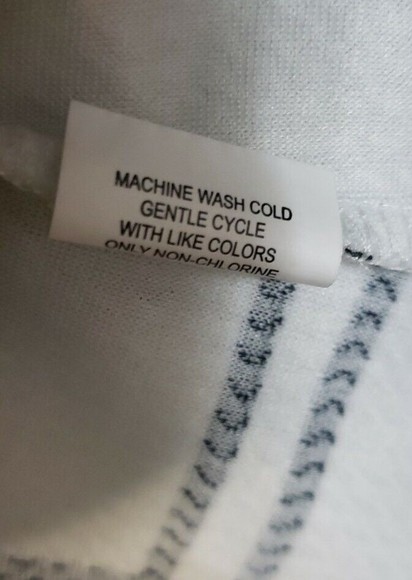 MACHINE WASH COLD
GENTLE CYCLE
WITH LIKE COLORS
ONLY NON-CHLORINE